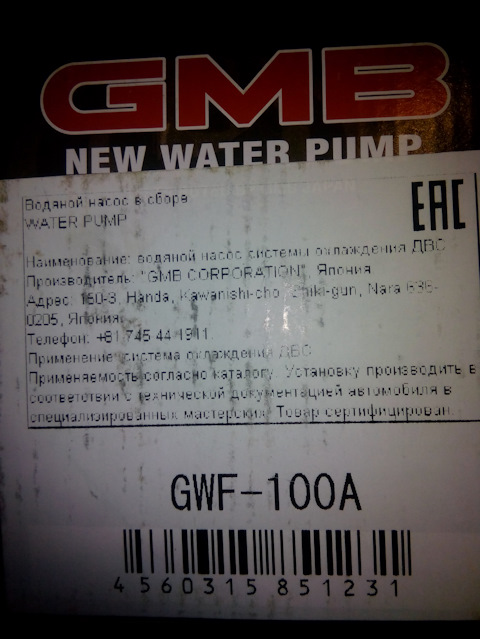 GMB
NEW WATER PUMP
JAPAN
Водяной насос в сборе
WATER PUMP
EAC
Наименование: водяной насос системы охлаждения ДВС
Производитель: "GMB CORPORATION", Япония
Адрес: 150-3, Handa, Kawanishi-cho, Shiki-gun, Nara 636-
0205, Япония
Телефон: +81 745 44 1911.
Применение система охлаждения ДВС
Применяемость согласно каталогу. Установку производить в
соответствии с технической документацией автомобиля в
специализированных мастерских. Товар сертифицирован.
GWF-100A
4 560315 851231